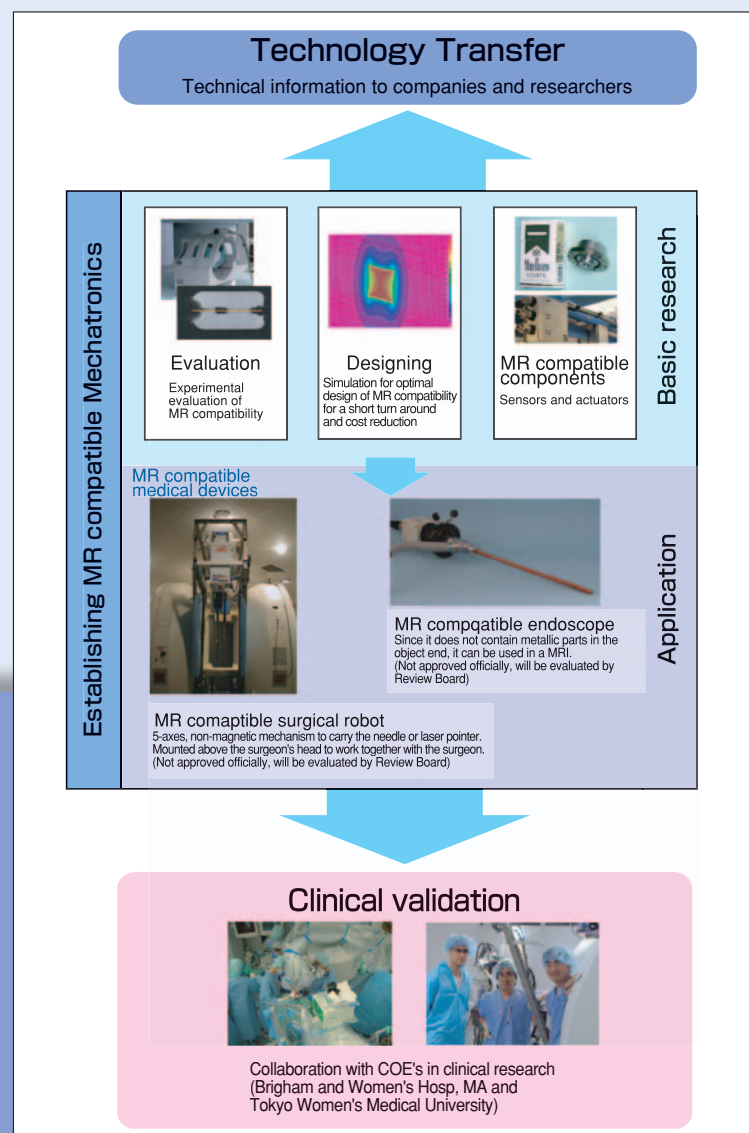 Technology Transfer
Technical information to companies and researchers
Establishing MR compatible Mechatronics
Basic research
Evaluation
Experimental
evaluation of
MR compatibility
Designing
Simulation for optimal
design of MR compatibility
for a short turn around
and cost reduction
MR compatible
components
Sensors and actuators
Application
MR compatible
medical devices
MR compqatible endoscope
Since it does not contain metallic parts in the
object end, it can be used in a MRI.
(Not approved officially, will be evaluated by
Review Board)
MR comaptible surgical robot
5-axes, non-magnetic mechanism to carry the needle or laser pointer.
Mounted above the surgeon's head to work together with the surgeon.
(Not approved officially, will be evaluated by Review Board)
Clinical validation
Collaboration with COE's in clinical research
(Brigham and Women's Hosp, MA and
Tokyo Women's Medical University)